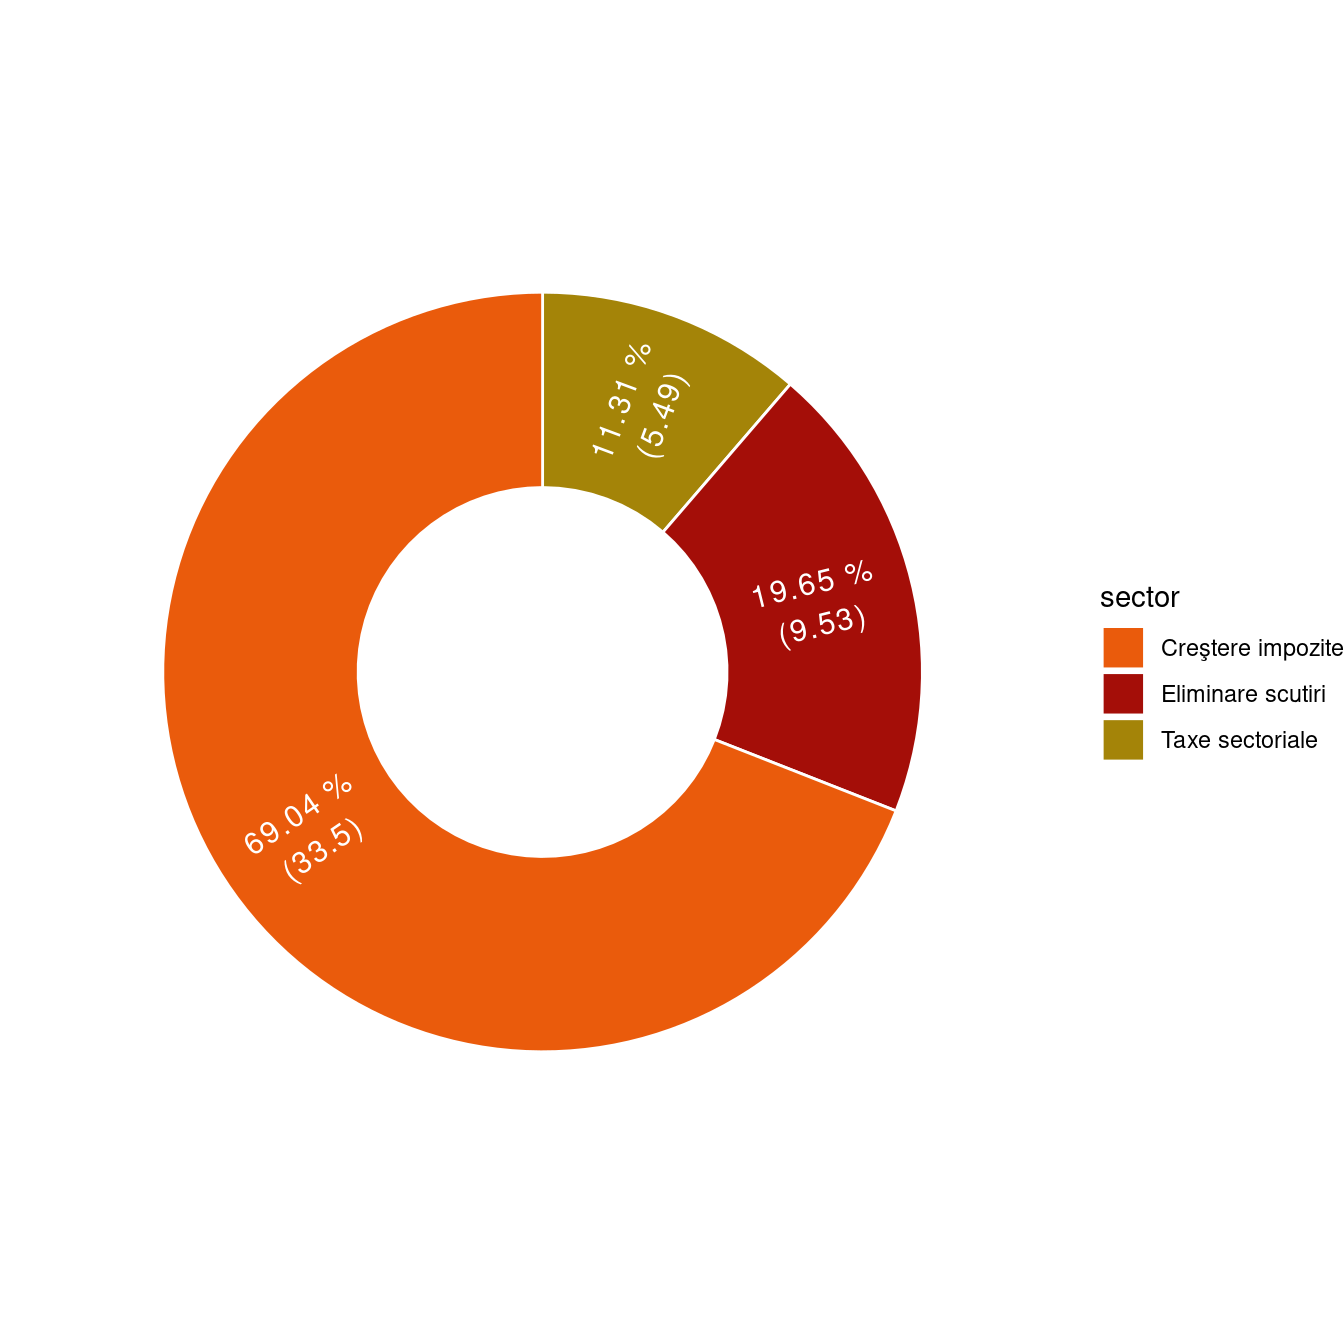 11.31 %
(5.49)
19.65 %
(9.53)
69.04 %
(33.5)
sector
Creştere impozite
Eliminare scutiri
Taxe sectoriale